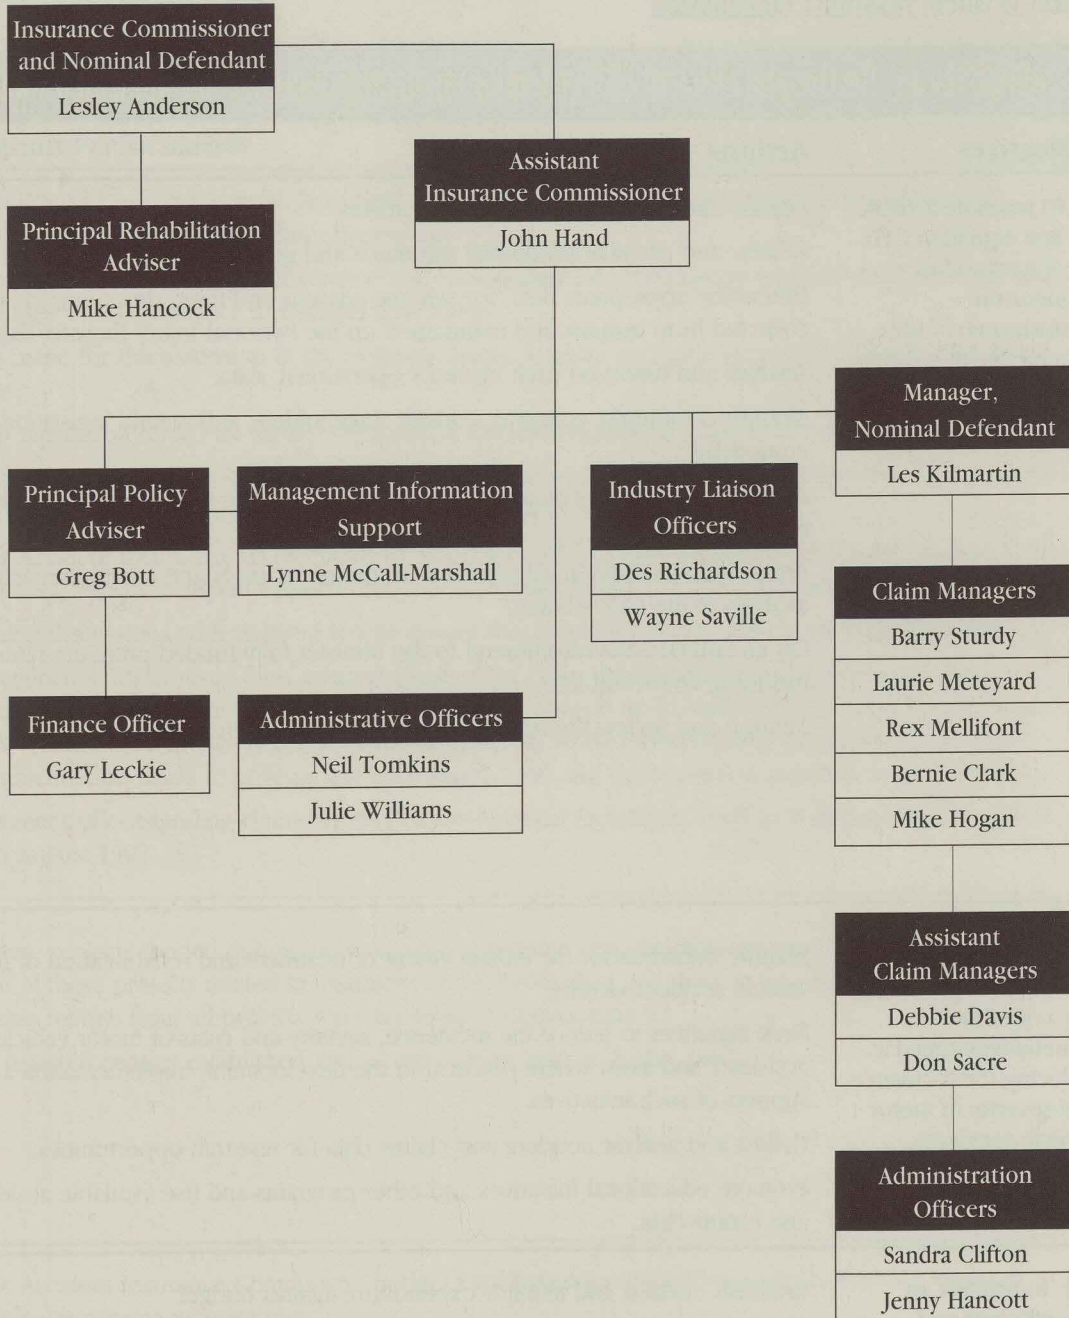 Insurance Commissioner
and Nominal Defendant
Lesley Anderson
Assistant
Insurance Commissioner
John Hand
Principal Rehabilitation
Adviser
Mike Hancock
Manager,
Nominal Defendant
Les Kilmartin
Principal Policy
Adviser
Greg Bott
Management Information
Support
Lynne McCall-Marshall
Industry Liaison
Officers
Des Richardson
Wayne Saville
Claim Managers
Barry Sturdy
Laurie Meteyard
Rex Mellifont
Bernie Clark
Mike Hogan
Finance Officer
Gary Leckie
Administrative Officers
Neil Tomkins
Julie Williams
Assistant
Claim Managers
Debbie Davis
Don Sacre
Administration
Officers
Sandra Clifton
Jenny Hancott